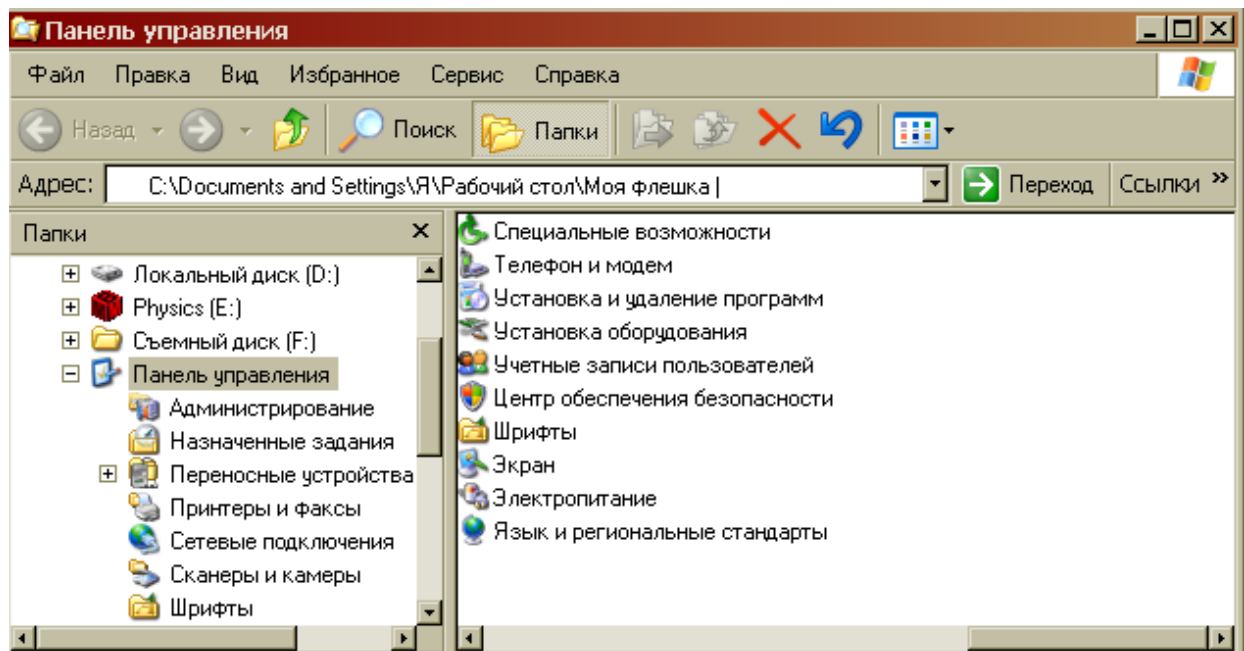 Панель управления
Файл Правка Вид Избранное Сервис Справка
Назад Поиск Папки
Адрес: C:\Documents and Settings\Я\Рабочий стол\Моя флешка | Переход Ссылки »
Папки
Локальный диск (D:)
Physics (E:)
Съемный диск (F:)
Панель управления
Администрирование
Назначенные задания
Переносные устройства
Принтеры и факсы
Сетевые подключения
Сканеры и камеры
Шрифты
Специальные возможности
Телефон и модем
Установка и удаление программ
Установка оборудования
Учетные записи пользователей
Центр обеспечения безопасности
Шрифты
Экран
Электропитание
Язык и региональные стандарты